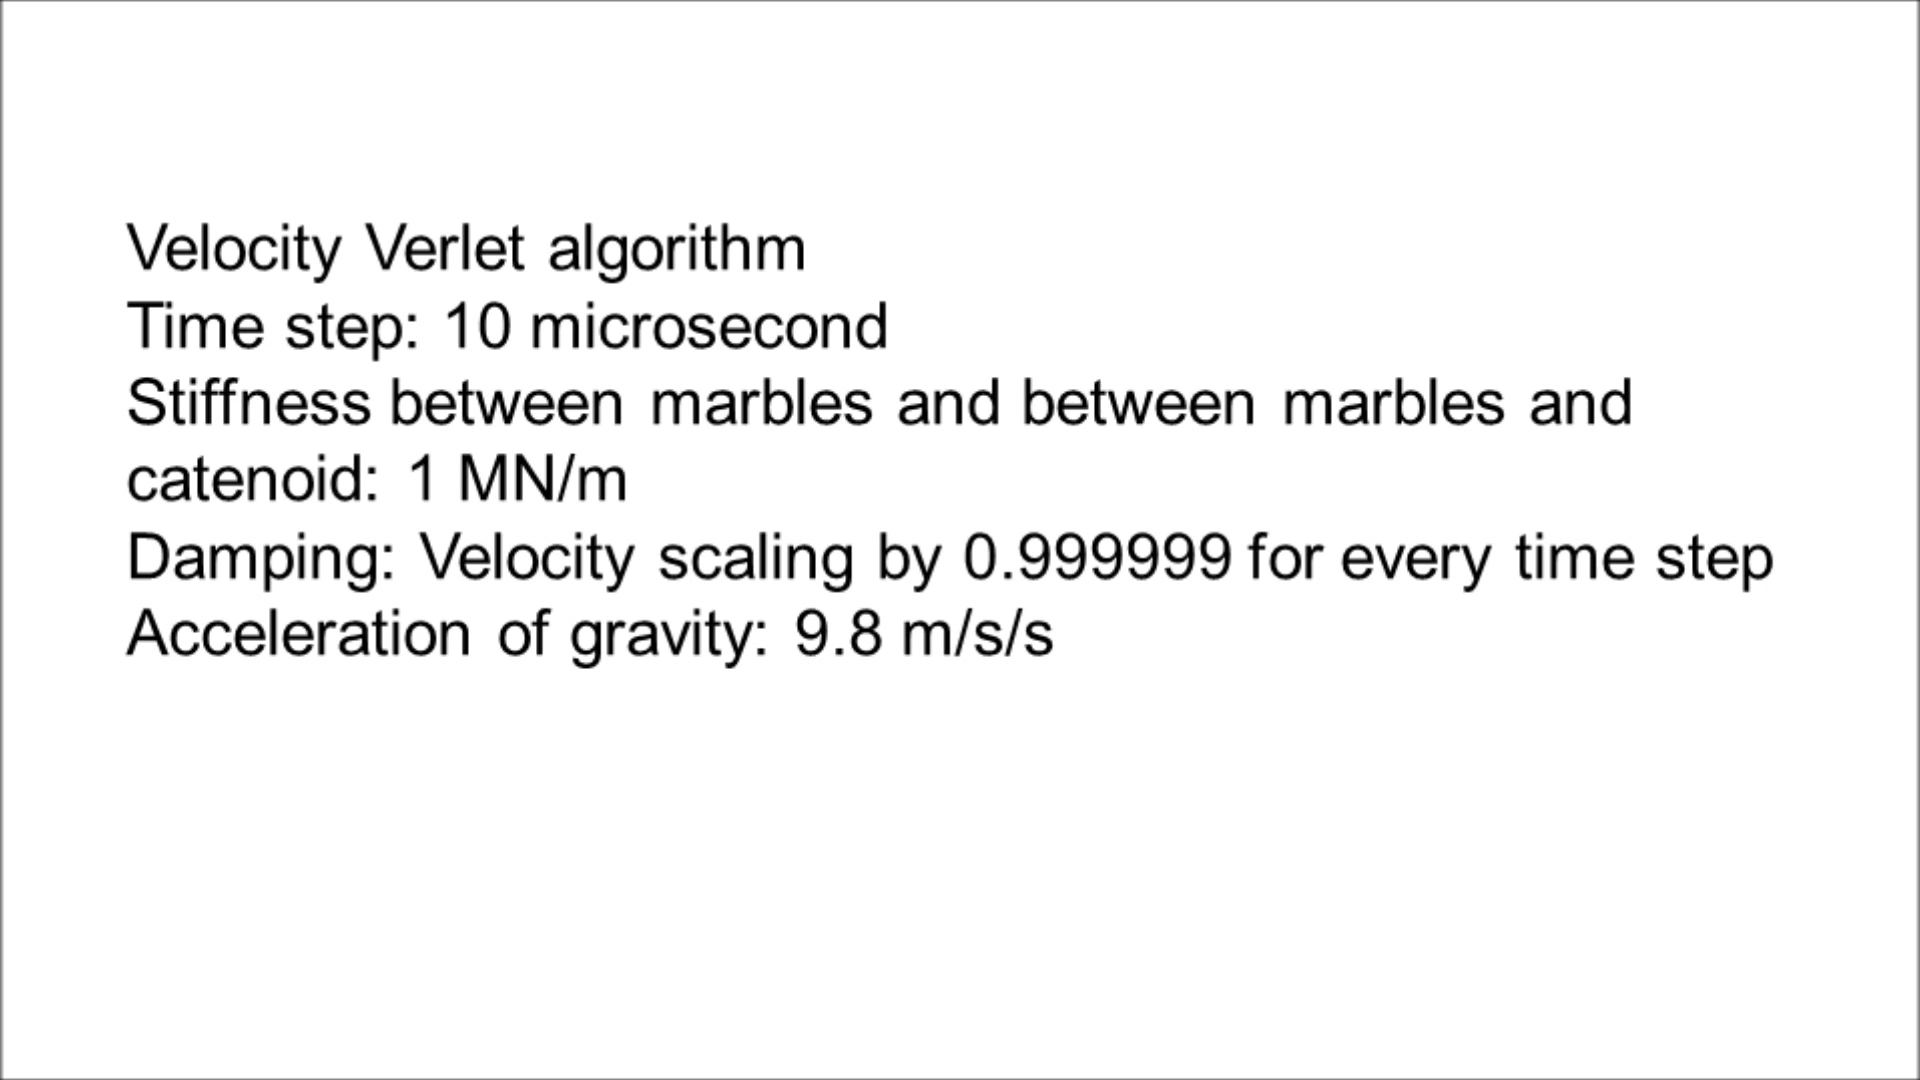 Velocity Verlet algorithm
Time step: 10 microsecond
Stiffness between marbles and between marbles and
catenoid: 1 MN/m
Damping: Velocity scaling by 0.999999 for every time step
Acceleration of gravity: 9.8 m/s/s